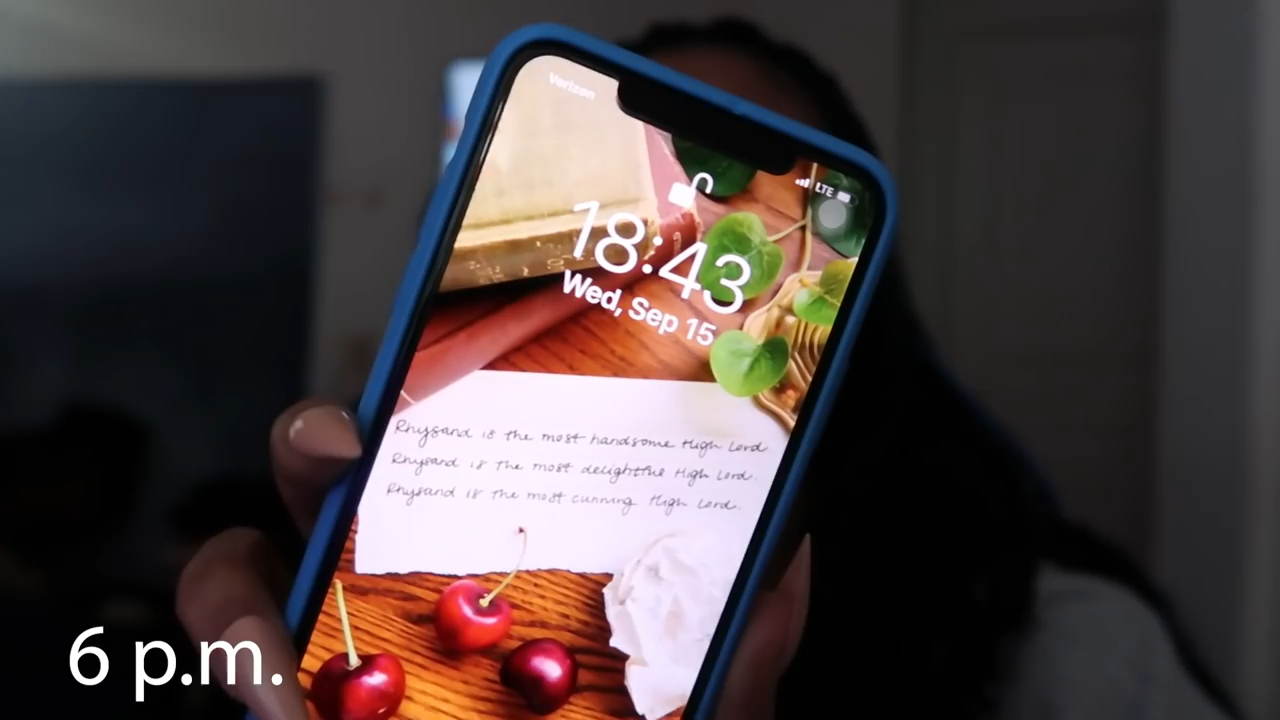 Verizon
LTE
18:43
Wed, Sep 15
Rhysand is the most handsome High Lord.
Rhysand is the most delightful High Lord.
Rhysand is the most cunning High Lord.
6 p.m.